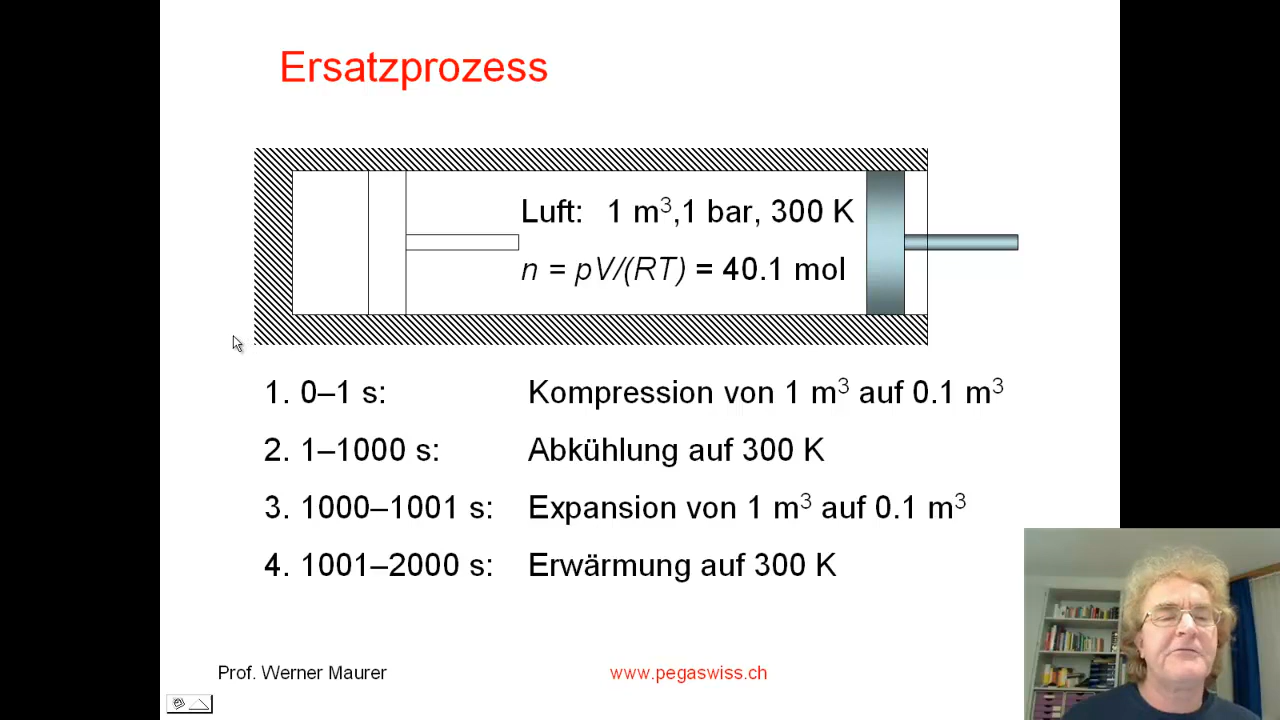 Ersatzprozess
Luft: 1 m³,1 bar, 300 K
n = pV/(RT) = 40.1 mol
1. 0–1 s: Kompression von 1 m³ auf 0.1 m³
2. 1–1000 s: Abkühlung auf 300 K
3. 1000–1001 s: Expansion von 1 m³ auf 0.1 m³
4. 1001–2000 s: Erwärmung auf 300 K
Prof. Werner Maurer www.pegaswiss.ch